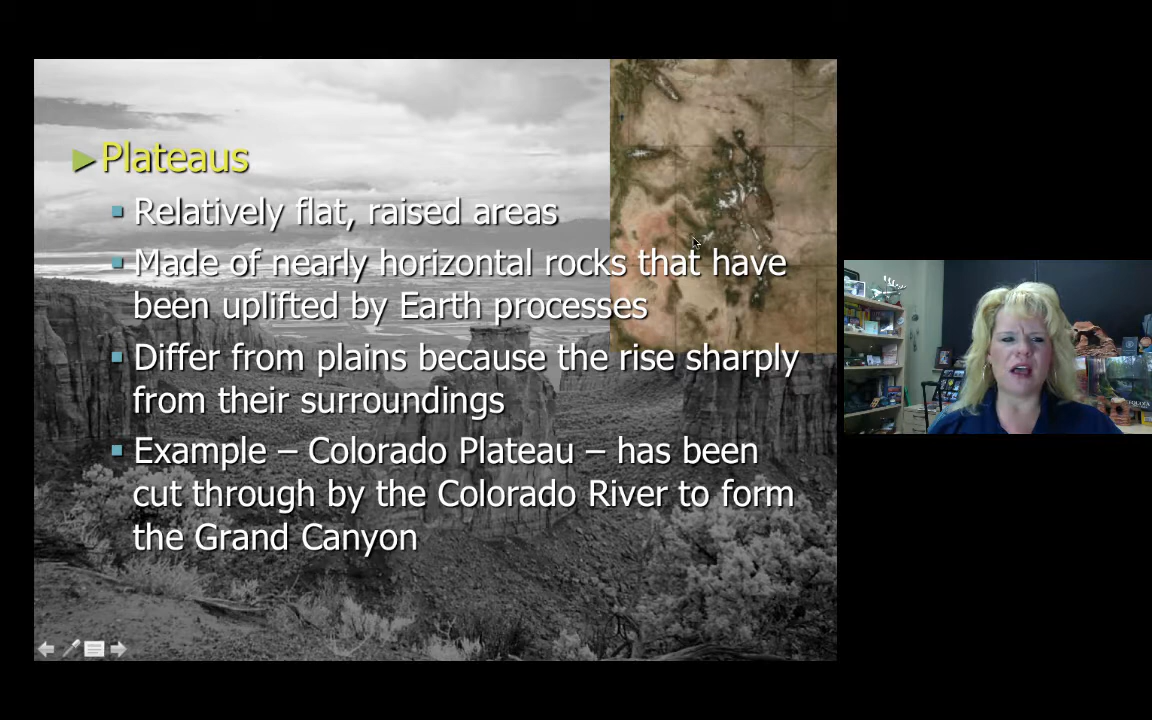 Plateaus
Relatively flat, raised areas
Made of nearly horizontal rocks that have
been uplifted by Earth processes
Differ from plains because the rise sharply
from their surroundings
Example – Colorado Plateau – has been
cut through by the Colorado River to form
the Grand Canyon